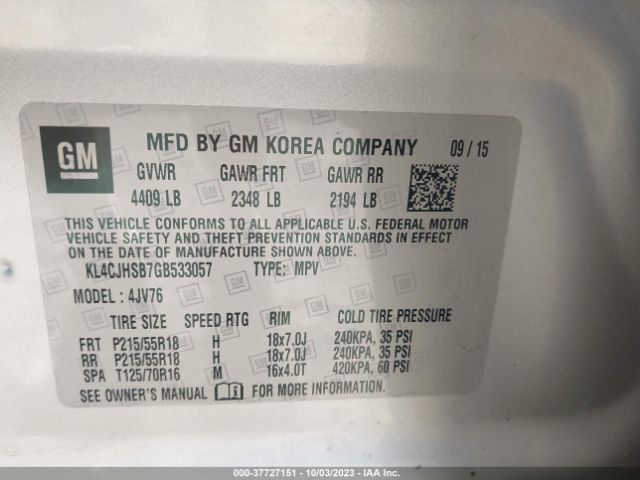 GM
MFD BY GM KOREA COMPANY 09 / 15
GVWR GAWR FRT GAWR RR
4409 LB 2348 LB 2194 LB
THIS VEHICLE CONFORMS TO ALL APPLICABLE U.S. FEDERAL MOTOR
VEHICLE SAFETY AND THEFT PREVENTION STANDARDS IN EFFECT
ON THE DATE OF MANUFACTURE SHOWN ABOVE.
KL4CJHSB7GB533057 TYPE: MPV
MODEL : 4JV76
TIRE SIZE SPEED RTG RIM COLD TIRE PRESSURE
FRT P215/55R18 H 18x7.0J 240KPA, 35 PSI
RR P215/55R18 H 18x7.0J 240KPA, 35 PSI
SPA T125/70R16 M 16x4.0T 420KPA, 60 PSI
SEE OWNER'S MANUAL FOR MORE INFORMATION.
000-37727151 - 10/03/2023 - IAA Inc.